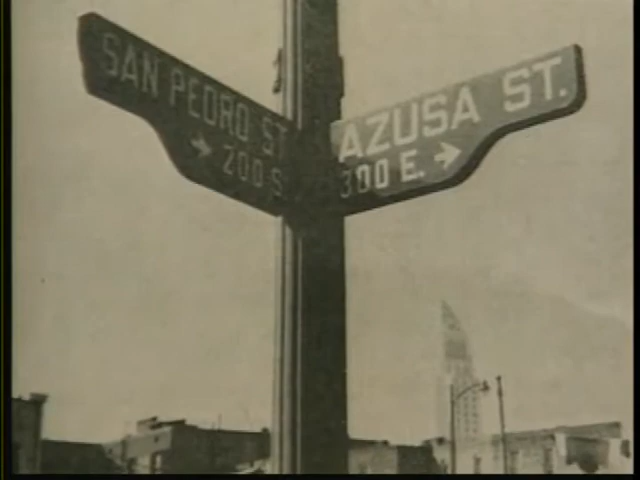 SAN PEDRO ST.
→ 200 S.
AZUSA ST.
300 E. →